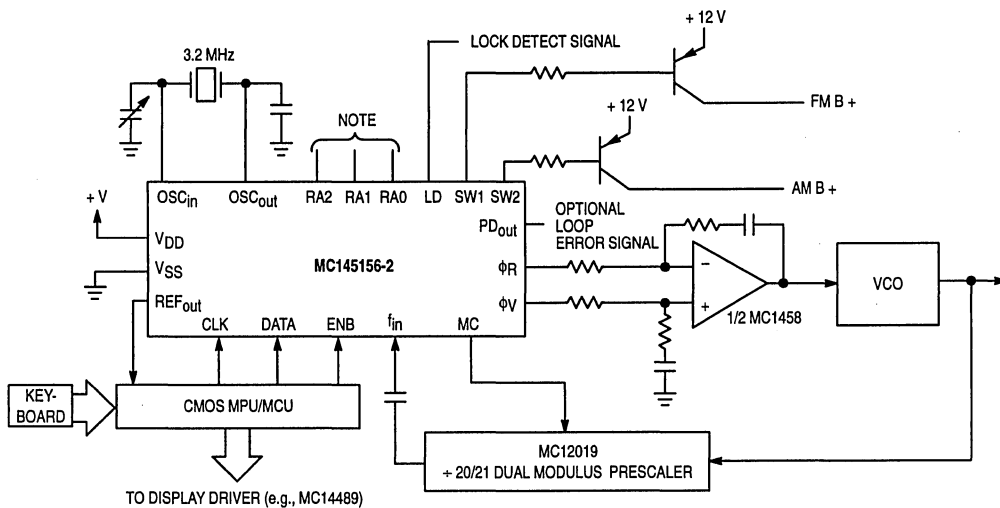 + 12 V
3.2 MHz
LOCK DETECT SIGNAL
FM B +
+ 12 V
NOTE
AM B +
OSCin
OSCout
RA2
RA1
RA0
LD
SW1
SW2
+ V
VDD
PDout
OPTIONAL
LOOP
ERROR SIGNAL
MC145156-2
VSS
ϕR
–
VCO
REFout
ϕV
+
1/2 MC1458
CLK
DATA
ENB
fin
MC
KEY-
BOARD
CMOS MPU/MCU
MC12019
÷ 20/21 DUAL MODULUS PRESCALER
TO DISPLAY DRIVER (e.g., MC14489)